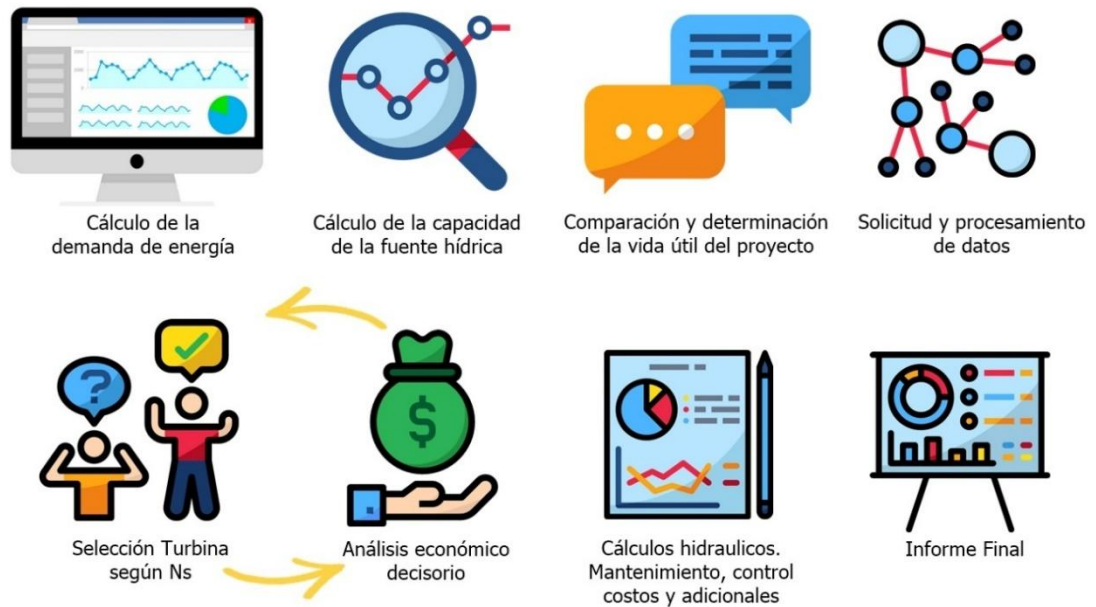 Cálculo de la
demanda de energía
Cálculo de la capacidad
de la fuente hídrica
Comparación y determinación
de la vida útil del proyecto
Solicitud y procesamiento
de datos
?
$
Selección Turbina
según Ns
Análisis económico
decisorio
Cálculos hidraulicos.
Mantenimiento, control
costos y adicionales
Informe Final